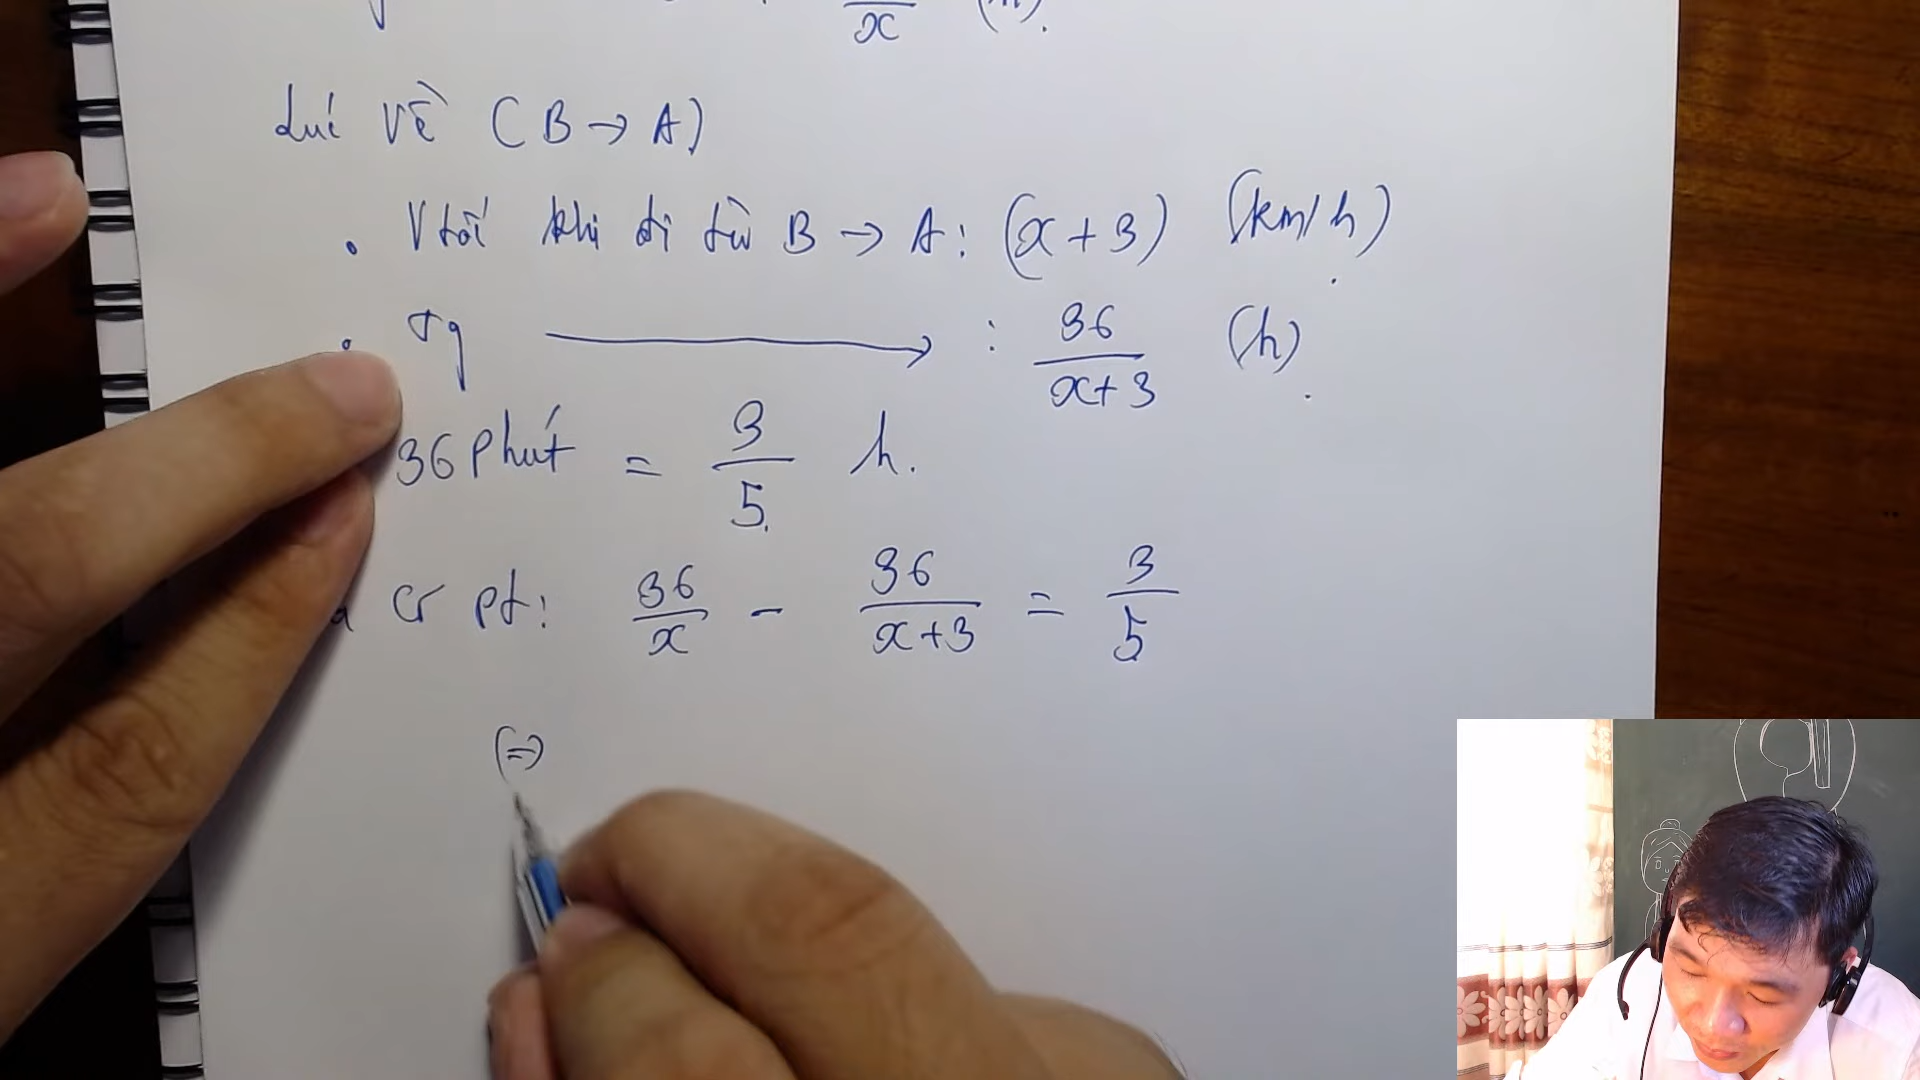 x (h).
Lúc về (B → A)
• Vtốc khi đi từ B → A: (x+3) (km/h).
• Tg ⟶ : 36/(x+3) (h).
36 phút = 3/5 h.
a có pt: 36/x - 36/(x+3) = 3/5
(=)